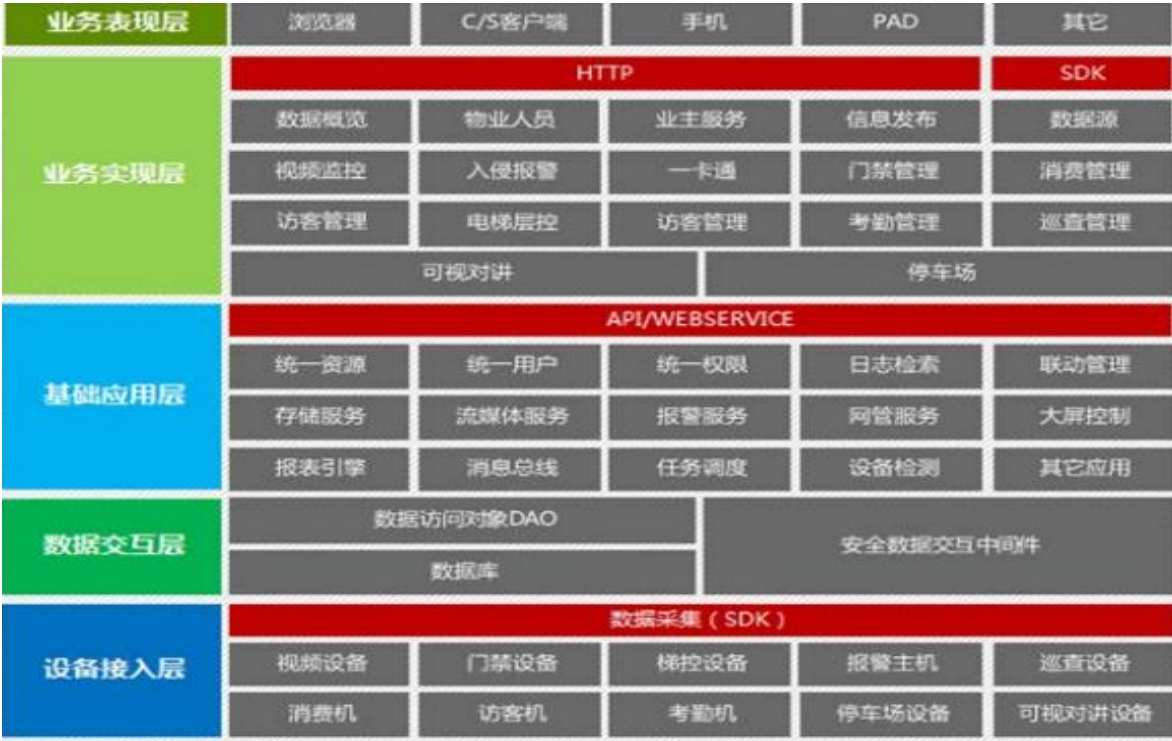 业务表现层 浏览器 C/S客户端 手机 PAD 其它
HTTP SDK
数据概览 物业人员 业主服务 信息发布 数据源
业务实现层 视频监控 入侵报警 一卡通 门禁管理 消费管理
访客管理 电梯层控 访客管理 考勤管理 巡查管理
可视对讲 停车场
API/WEBSERVICE
统一资源 统一用户 统一权限 日志检索 联动管理
基础应用层 存储服务 流媒体服务 报警服务 网管服务 大屏控制
报表引擎 消息总线 任务调度 设备检测 其它应用
数据访问对象DAO
数据交互层 安全数据交互中间件
数据库
数据采集（SDK）
设备接入层 视频设备 门禁设备 梯控设备 报警主机 巡查设备
消费机 访客机 考勤机 停车场设备 可视对讲设备